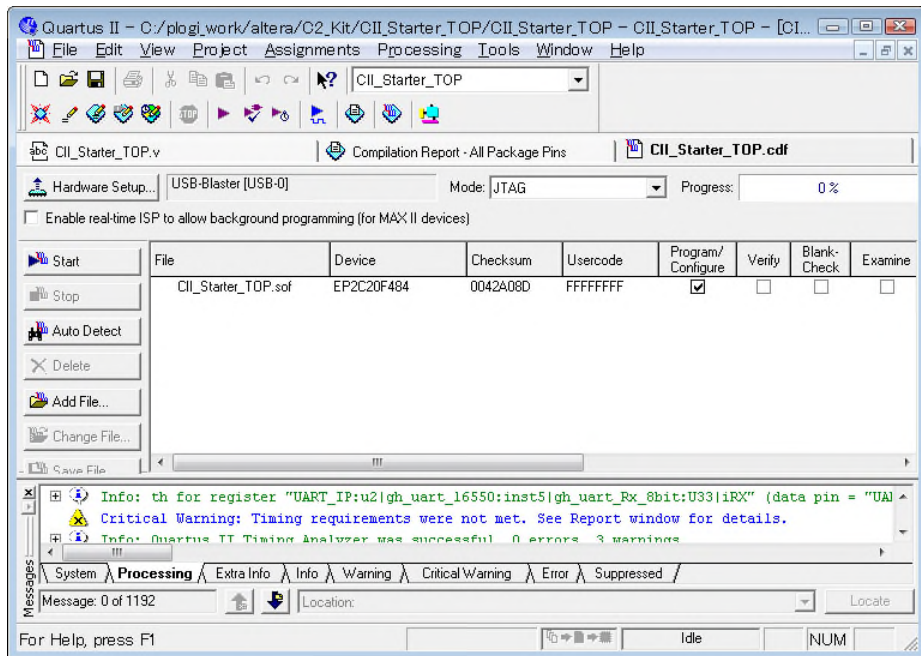 Quartus II - C:/plogi_work/altera/C2_Kit/CII_Starter_TOP/CII_Starter_TOP - CII_Starter_TOP - [CI...
File Edit View Project Assignments Processing Tools Window Help
CII_Starter_TOP
STOP
abc CII_Starter_TOP.v Compilation Report - All Package Pins CII_Starter_TOP.cdf
Hardware Setup... USB-Blaster [USB-0] Mode: JTAG Progress: 0 %
Enable real-time ISP to allow background programming (for MAX II devices)
Start
Stop
Auto Detect
Delete
Add File...
Change File...
Save File
File Device Checksum Usercode Program/Configure Verify Blank-Check Examine
CII_Starter_TOP.sof EP2C20F484 0042A08D FFFFFFFF
Info: th for register "UART_IP:u2|gh_uart_16550:inst5|gh_uart_Rx_8bit:U33|iRX" (data pin = "UA
Critical Warning: Timing requirements were not met. See Report window for details.
Info: Quartus II Timing Analyzer was successful. 0 errors, 3 warnings
System Processing Extra Info Info Warning Critical Warning Error Suppressed
Messages
Message: 0 of 1192 Location: Locate
For Help, press F1 Idle NUM